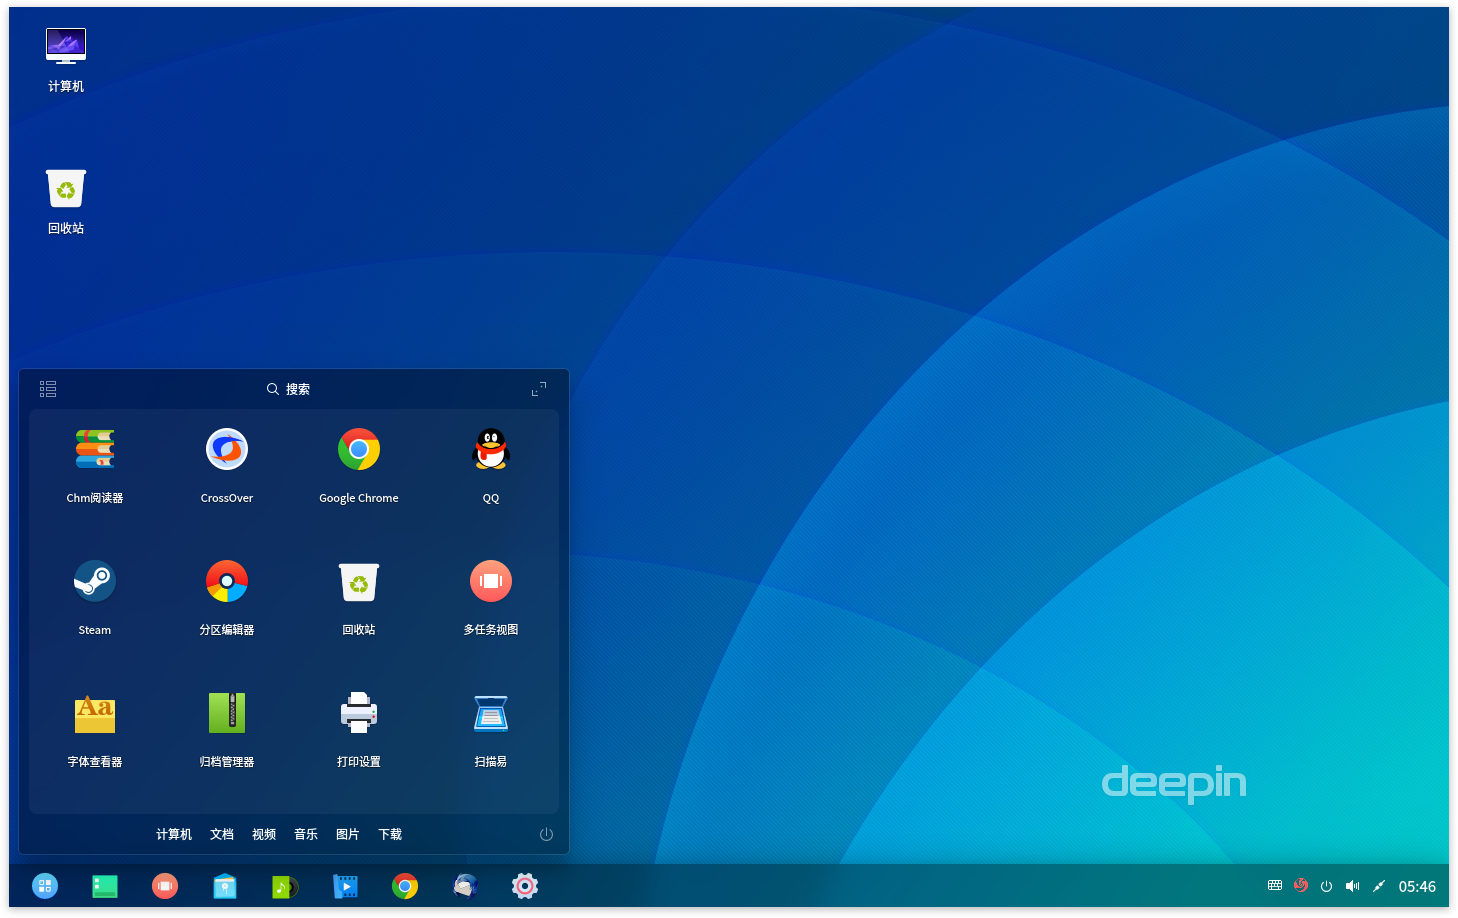 计算机
回收站
搜索
Chm阅读器
CrossOver
Google Chrome
QQ
Steam
分区编辑器
回收站
多任务视图
Aa
字体查看器
归档管理器
打印设置
扫描易
计算机 文档 视频 音乐 图片 下载
deepin
05:46